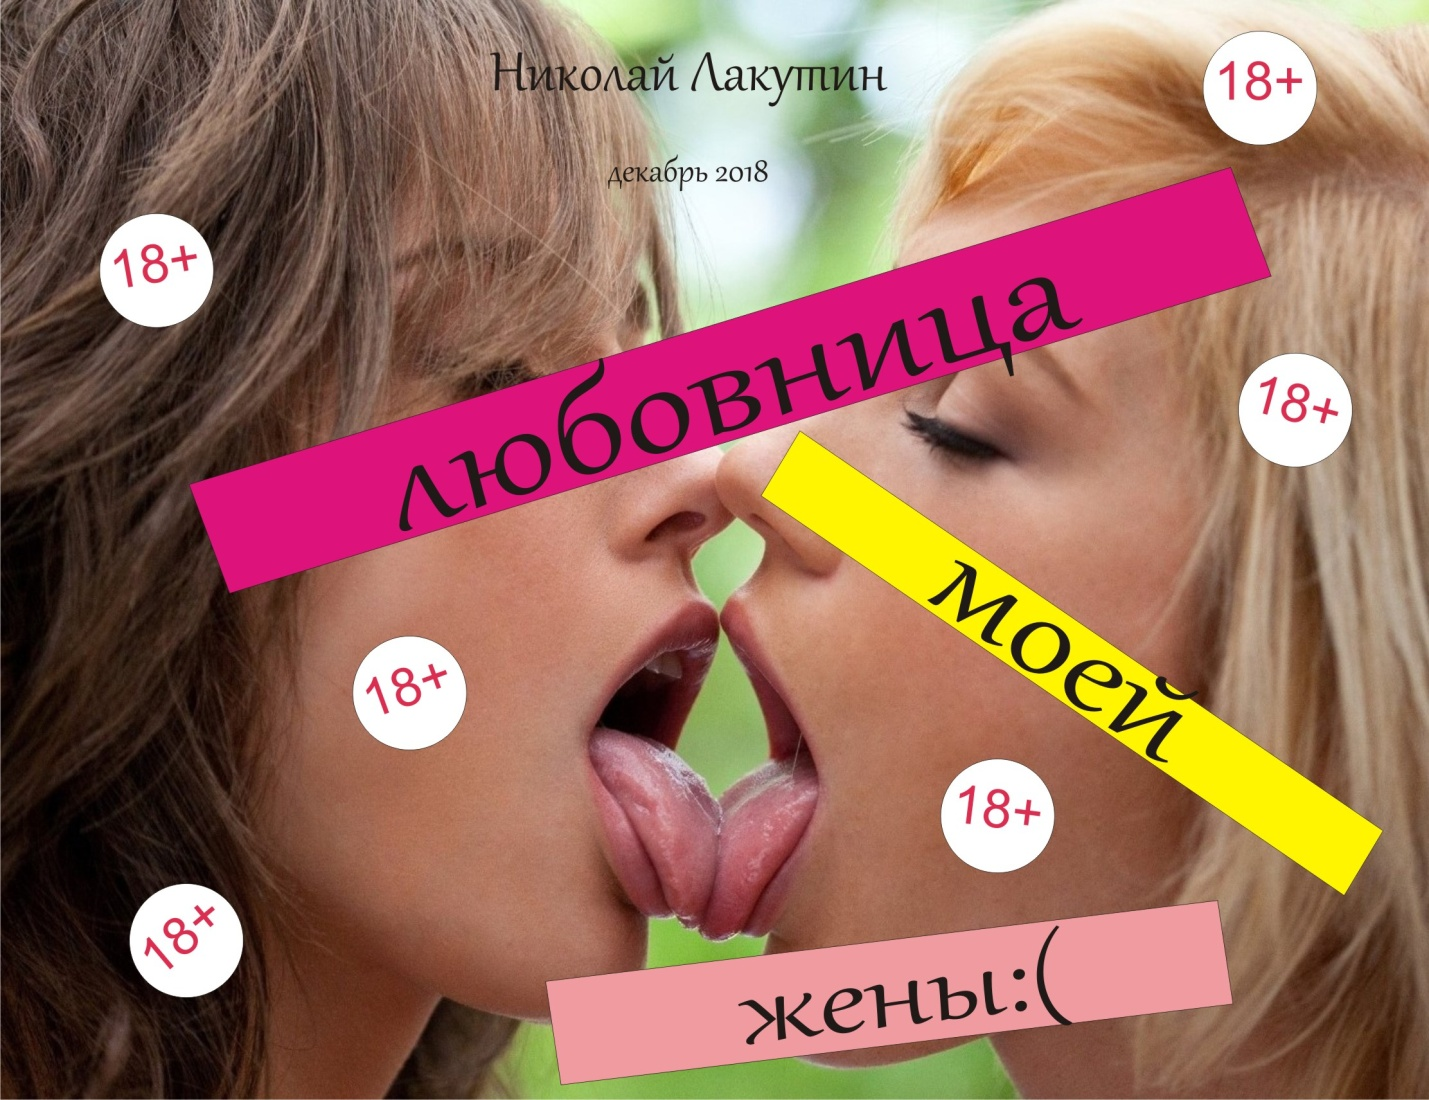 Николай Лакутин
декабрь 2018
18+
18+
любовница
18+
моей
18+
18+
18+
жены:(